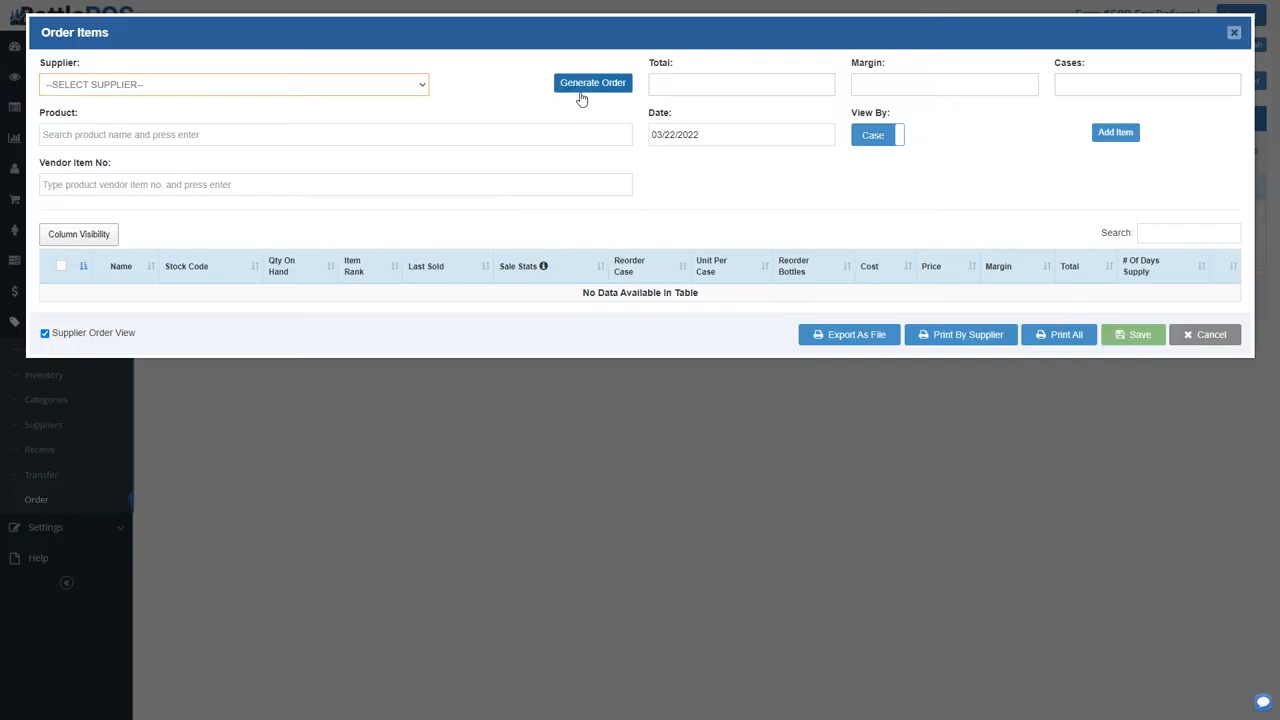 Order Items
Supplier:
--SELECT SUPPLIER--
Generate Order
Total:
Margin:
Cases:
Product:
Search product name and press enter
Date:
03/22/2022
View By:
Case
Add Item
Vendor Item No:
Type product vendor item no. and press enter
Column Visibility
Search:
Name
Stock Code
Qty On
Hand
Item
Rank
Last Sold
Sale Stats
Reorder
Case
Unit Per
Case
Reorder
Bottles
Cost
Price
Margin
Total
# Of Days
Supply
No Data Available In Table
Supplier Order View
Export As File
Print By Supplier
Print All
Save
Cancel
Inventory
Categories
Suppliers
Receive
Transfer
Order
Settings
Help